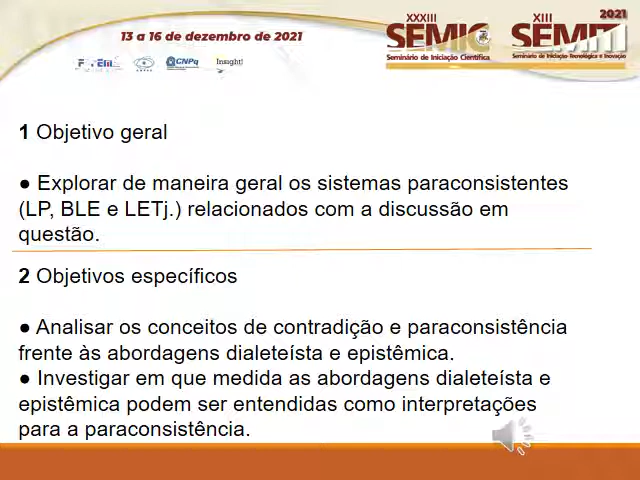 2021
XXXIII
XIII
13 a 16 de dezembro de 2021
SEMIC
Seminário de Iniciação Científica
Seminário de Iniciação Tecnológica e Inovação
CNPq
Insight!
1 Objetivo geral
● Explorar de maneira geral os sistemas paraconsistentes
(LP, BLE e LETj.) relacionados com a discussão em
questão.
2 Objetivos específicos
● Analisar os conceitos de contradição e paraconsistência
frente às abordagens dialeteísta e epistêmica.
● Investigar em que medida as abordagens dialeteísta e
epistêmica podem ser entendidas como interpretações
para a paraconsistência.